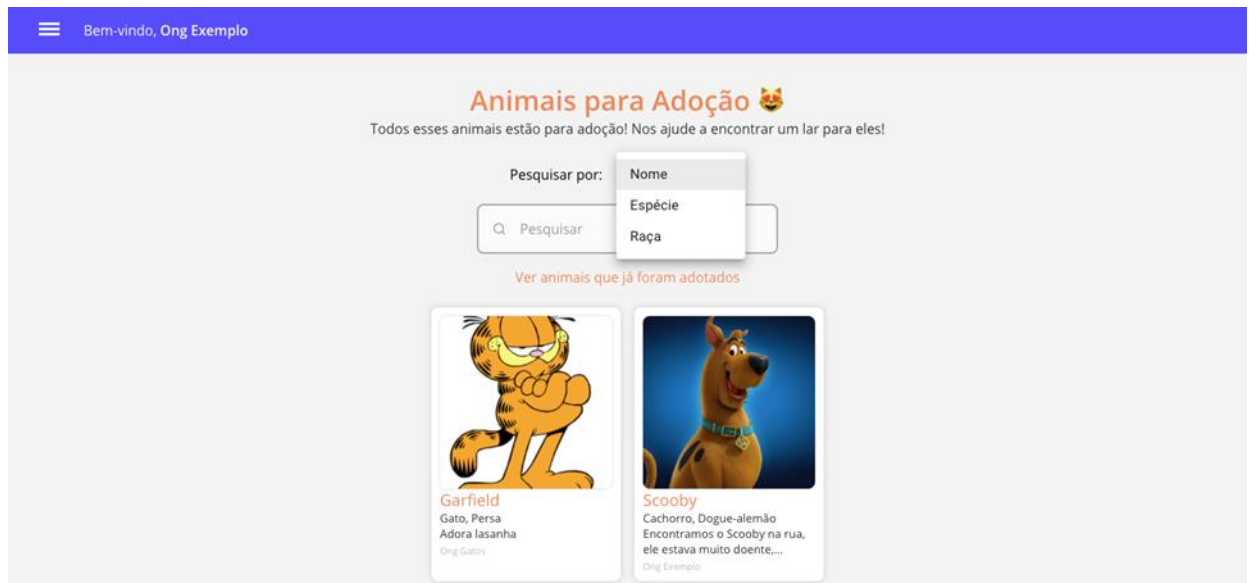 Bem-vindo, Ong Exemplo
Animais para Adoção
Todos esses animais estão para adoção! Nos ajude a encontrar um lar para eles!
Pesquisar por:
Nome
Espécie
Raça
Pesquisar
Ver animais que já foram adotados
Garfield
Gato, Persa
Adora lasanha
Ong Gatos
Scooby
Cachorro, Dogue-alemão
Encontramos o Scooby na rua,
ele estava muito doente,...
Ong Exemplo